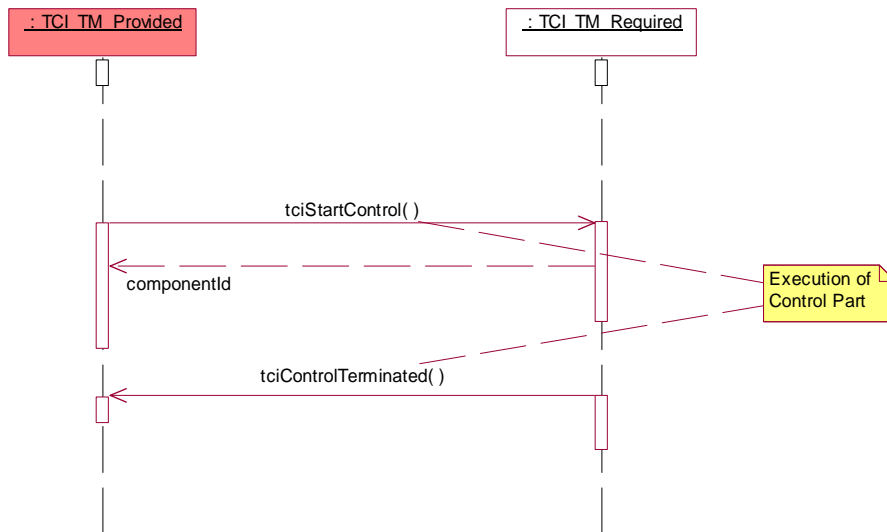 : TCI_TM_Provided
: TCI_TM_Required
tciStartControl( )
componentId
Execution of
Control Part
tciControlTerminated( )